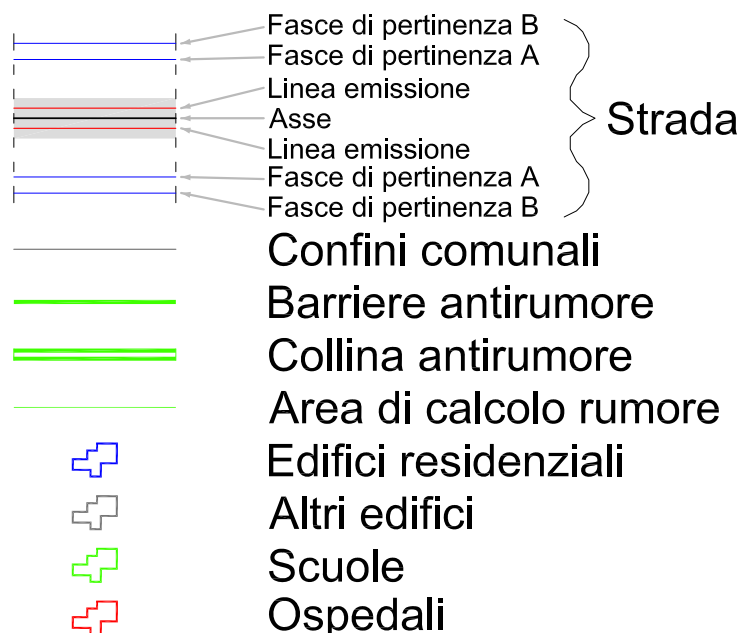 Fasce di pertinenza B
Fasce di pertinenza A
Linea emissione
Asse
Strada
Linea emissione
Fasce di pertinenza A
Fasce di pertinenza B
Confini comunali
Barriere antirumore
Collina antirumore
Area di calcolo rumore
Edifici residenziali
Altri edifici
Scuole
Ospedali